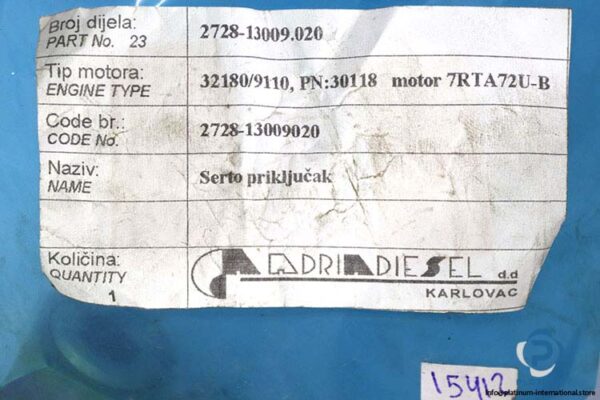 Broj dijela: 2728-13009.020
PART No. 23
Tip motora: 32180/9110, PN:30118 motor 7RTA72U-B
ENGINE TYPE
Code br.: 2728-13009020
CODE No.
Naziv: Serto priključak
NAME
Količina:
QUANTITY
1
ADRIADIESEL d.d
KARLOVAC
15412
info@platinum-international.store